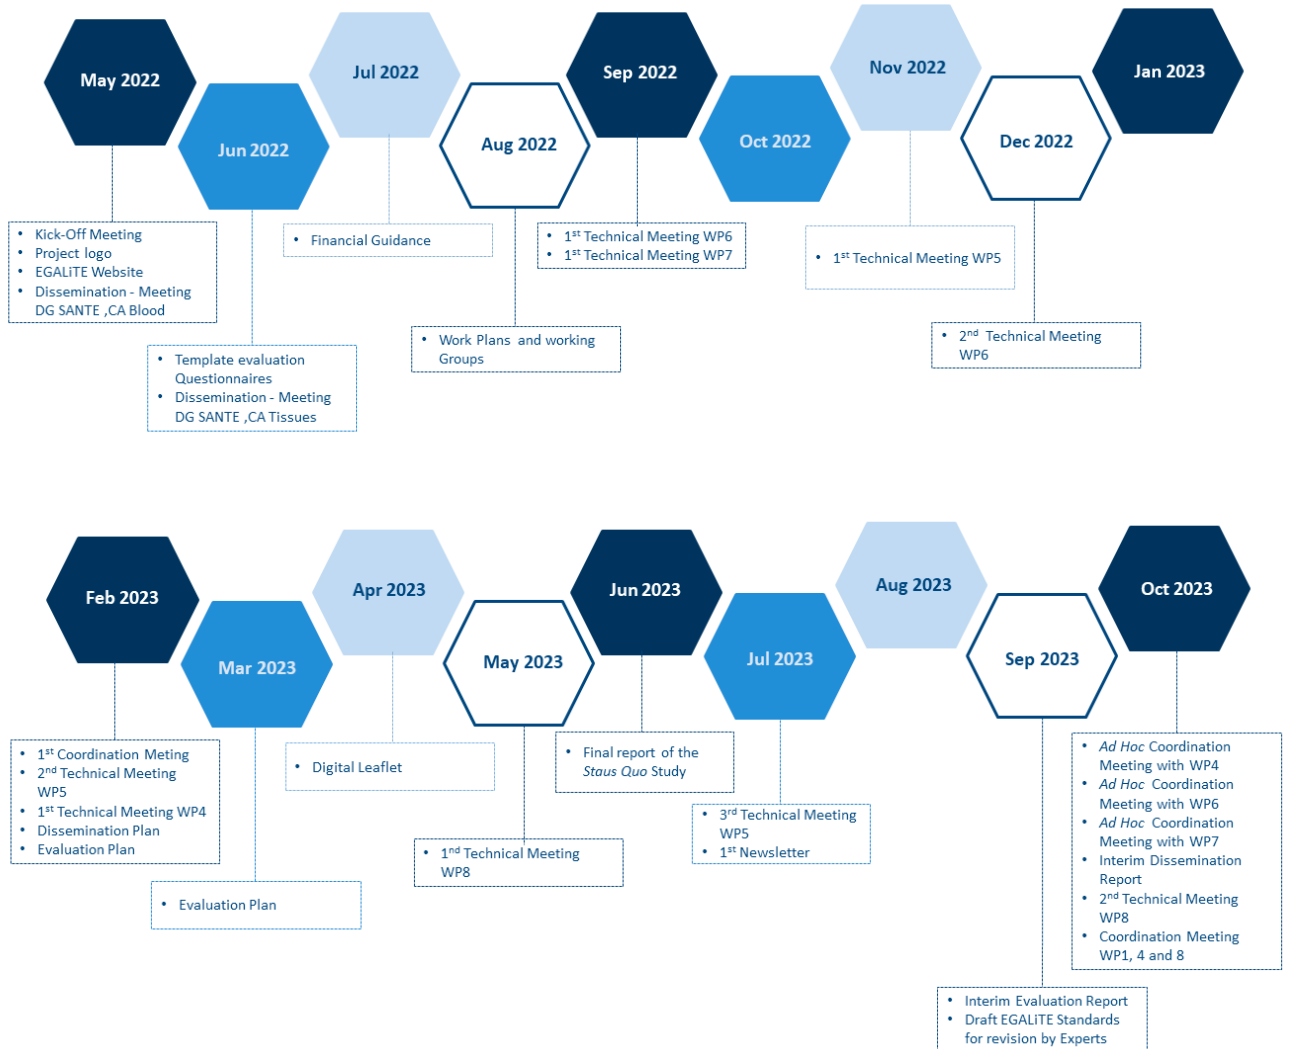 May 2022
Jun 2022
Jul 2022
Aug 2022
Sep 2022
Oct 2022
Nov 2022
Dec 2022
Jan 2023
• Kick-Off Meeting
• Project logo
• EGALiTE Website
• Dissemination - Meeting
DG SANTE ,CA Blood
• Template evaluation
Questionnaires
• Dissemination - Meeting
DG SANTE ,CA Tissues
• Financial Guidance
• Work Plans and working
Groups
• 1st Technical Meeting WP6
• 1st Technical Meeting WP7
• 1st Technical Meeting WP5
• 2nd Technical Meeting
WP6
Feb 2023
Mar 2023
Apr 2023
May 2023
Jun 2023
Jul 2023
Aug 2023
Sep 2023
Oct 2023
• 1st Coordination Meting
• 2nd Technical Meeting
WP5
• 1st Technical Meeting WP4
• Dissemination Plan
• Evaluation Plan
• Evaluation Plan
• Digital Leaflet
• 1nd Technical Meeting
WP8
• Final report of the
Staus Quo Study
• 3rd Technical Meeting
WP5
• 1st Newsletter
• Interim Evaluation Report
• Draft EGALiTE Standards
for revision by Experts
• Ad Hoc Coordination
Meeting with WP4
• Ad Hoc Coordination
Meeting with WP6
• Ad Hoc Coordination
Meeting with WP7
• Interim Dissemination
Report
• 2nd Technical Meeting
WP8
• Coordination Meeting
WP1, 4 and 8